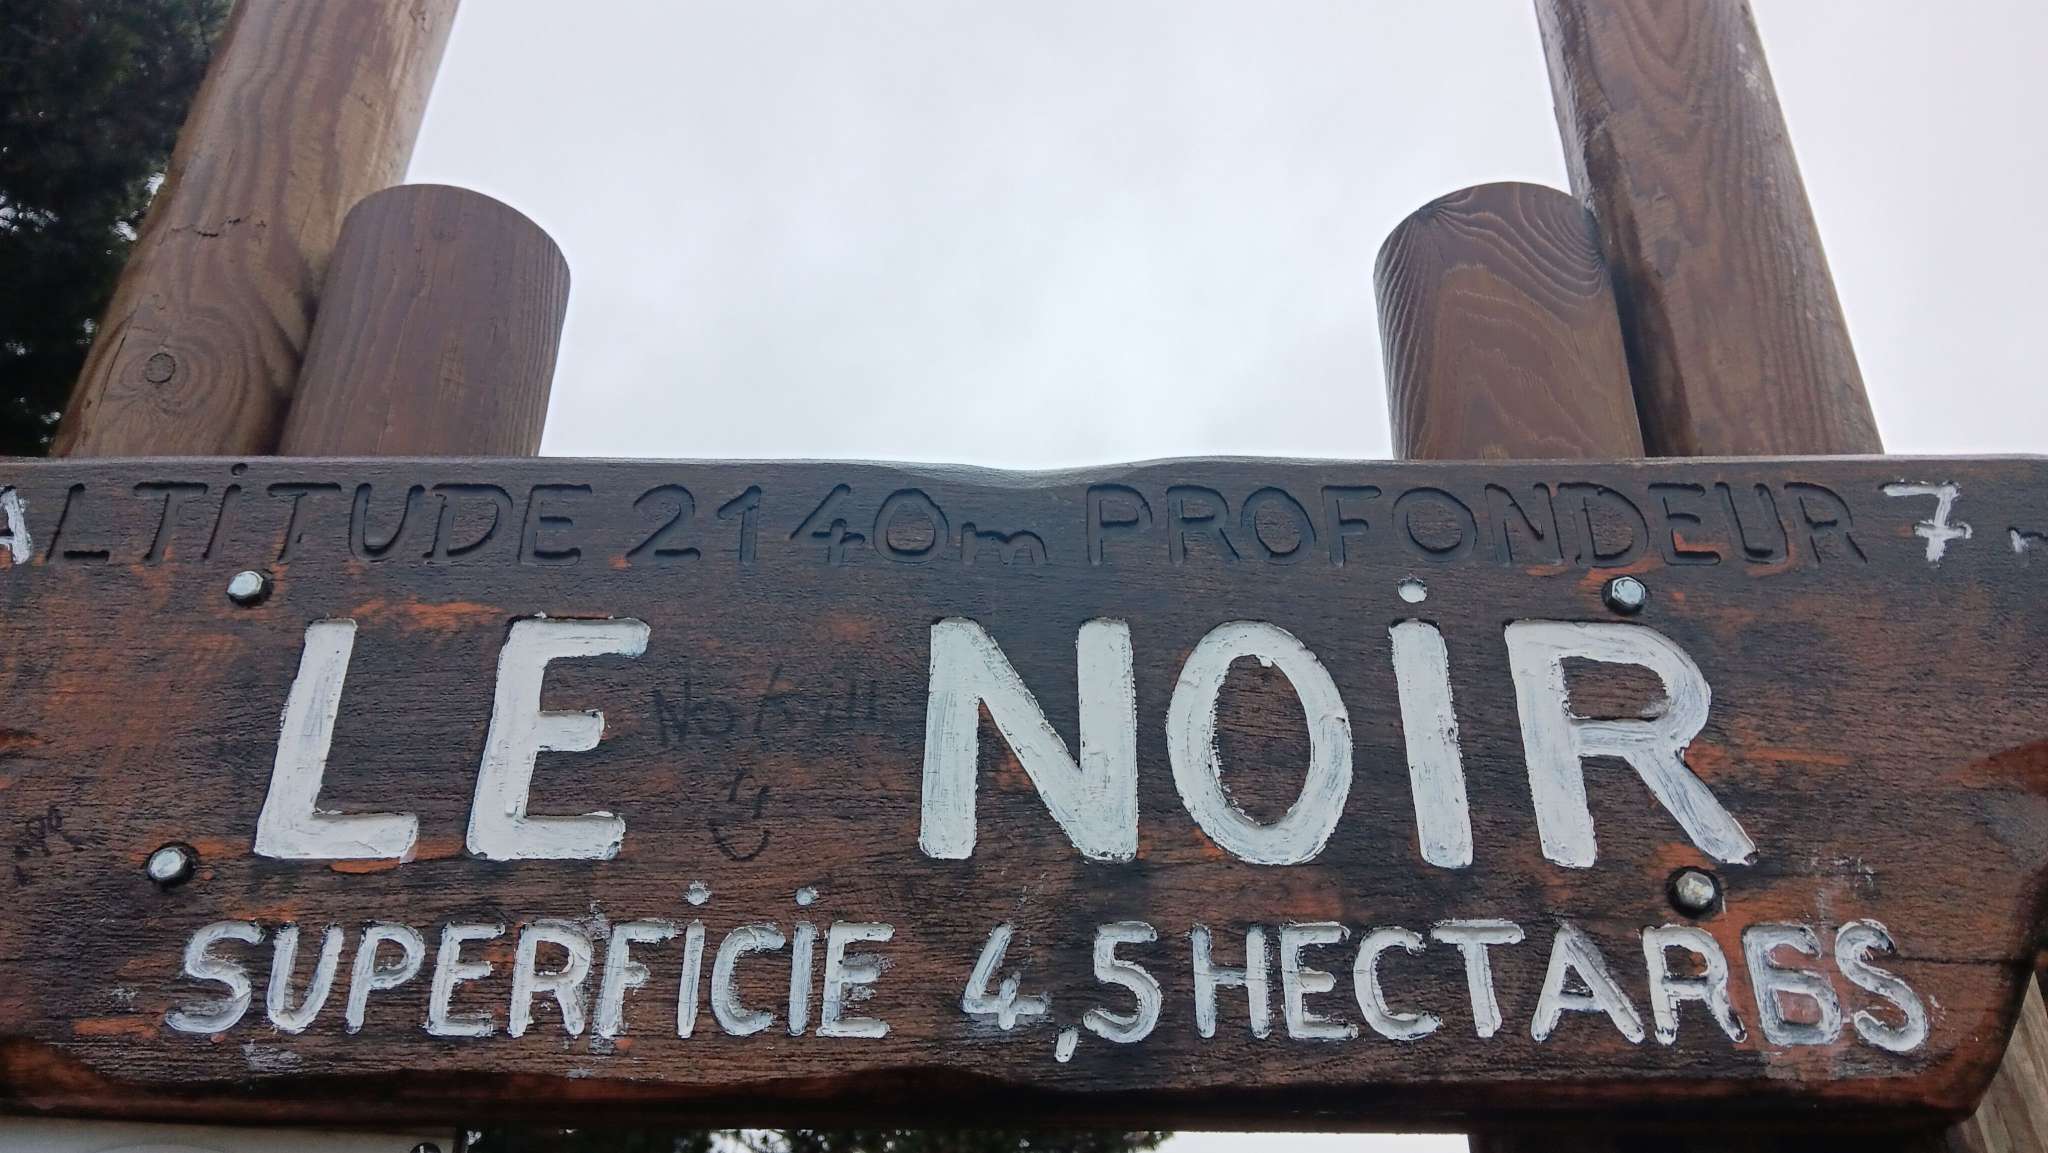 ALTiTUDE 2140m PROFONDEUR 7 m
LE NOiR
SUPERFiCiE 4,5 HECTARES